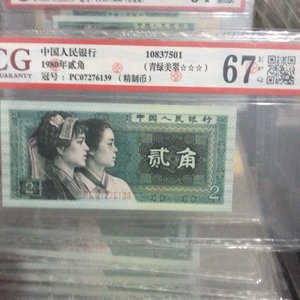 CG
GUARANTY
中国人民银行
1980年贰角
冠号：PC07276139 （精制币）
10837501
（青绿美翠☆☆☆）
67 EPQ
中国人民银行
贰角
2
2